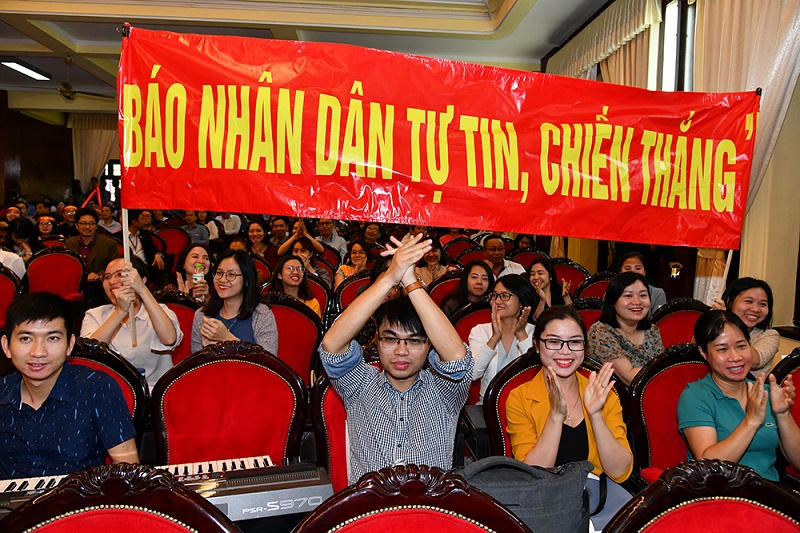 BÁO NHÂN DÂN TỰ TIN, CHIẾN THẮNG"
PSR-S970